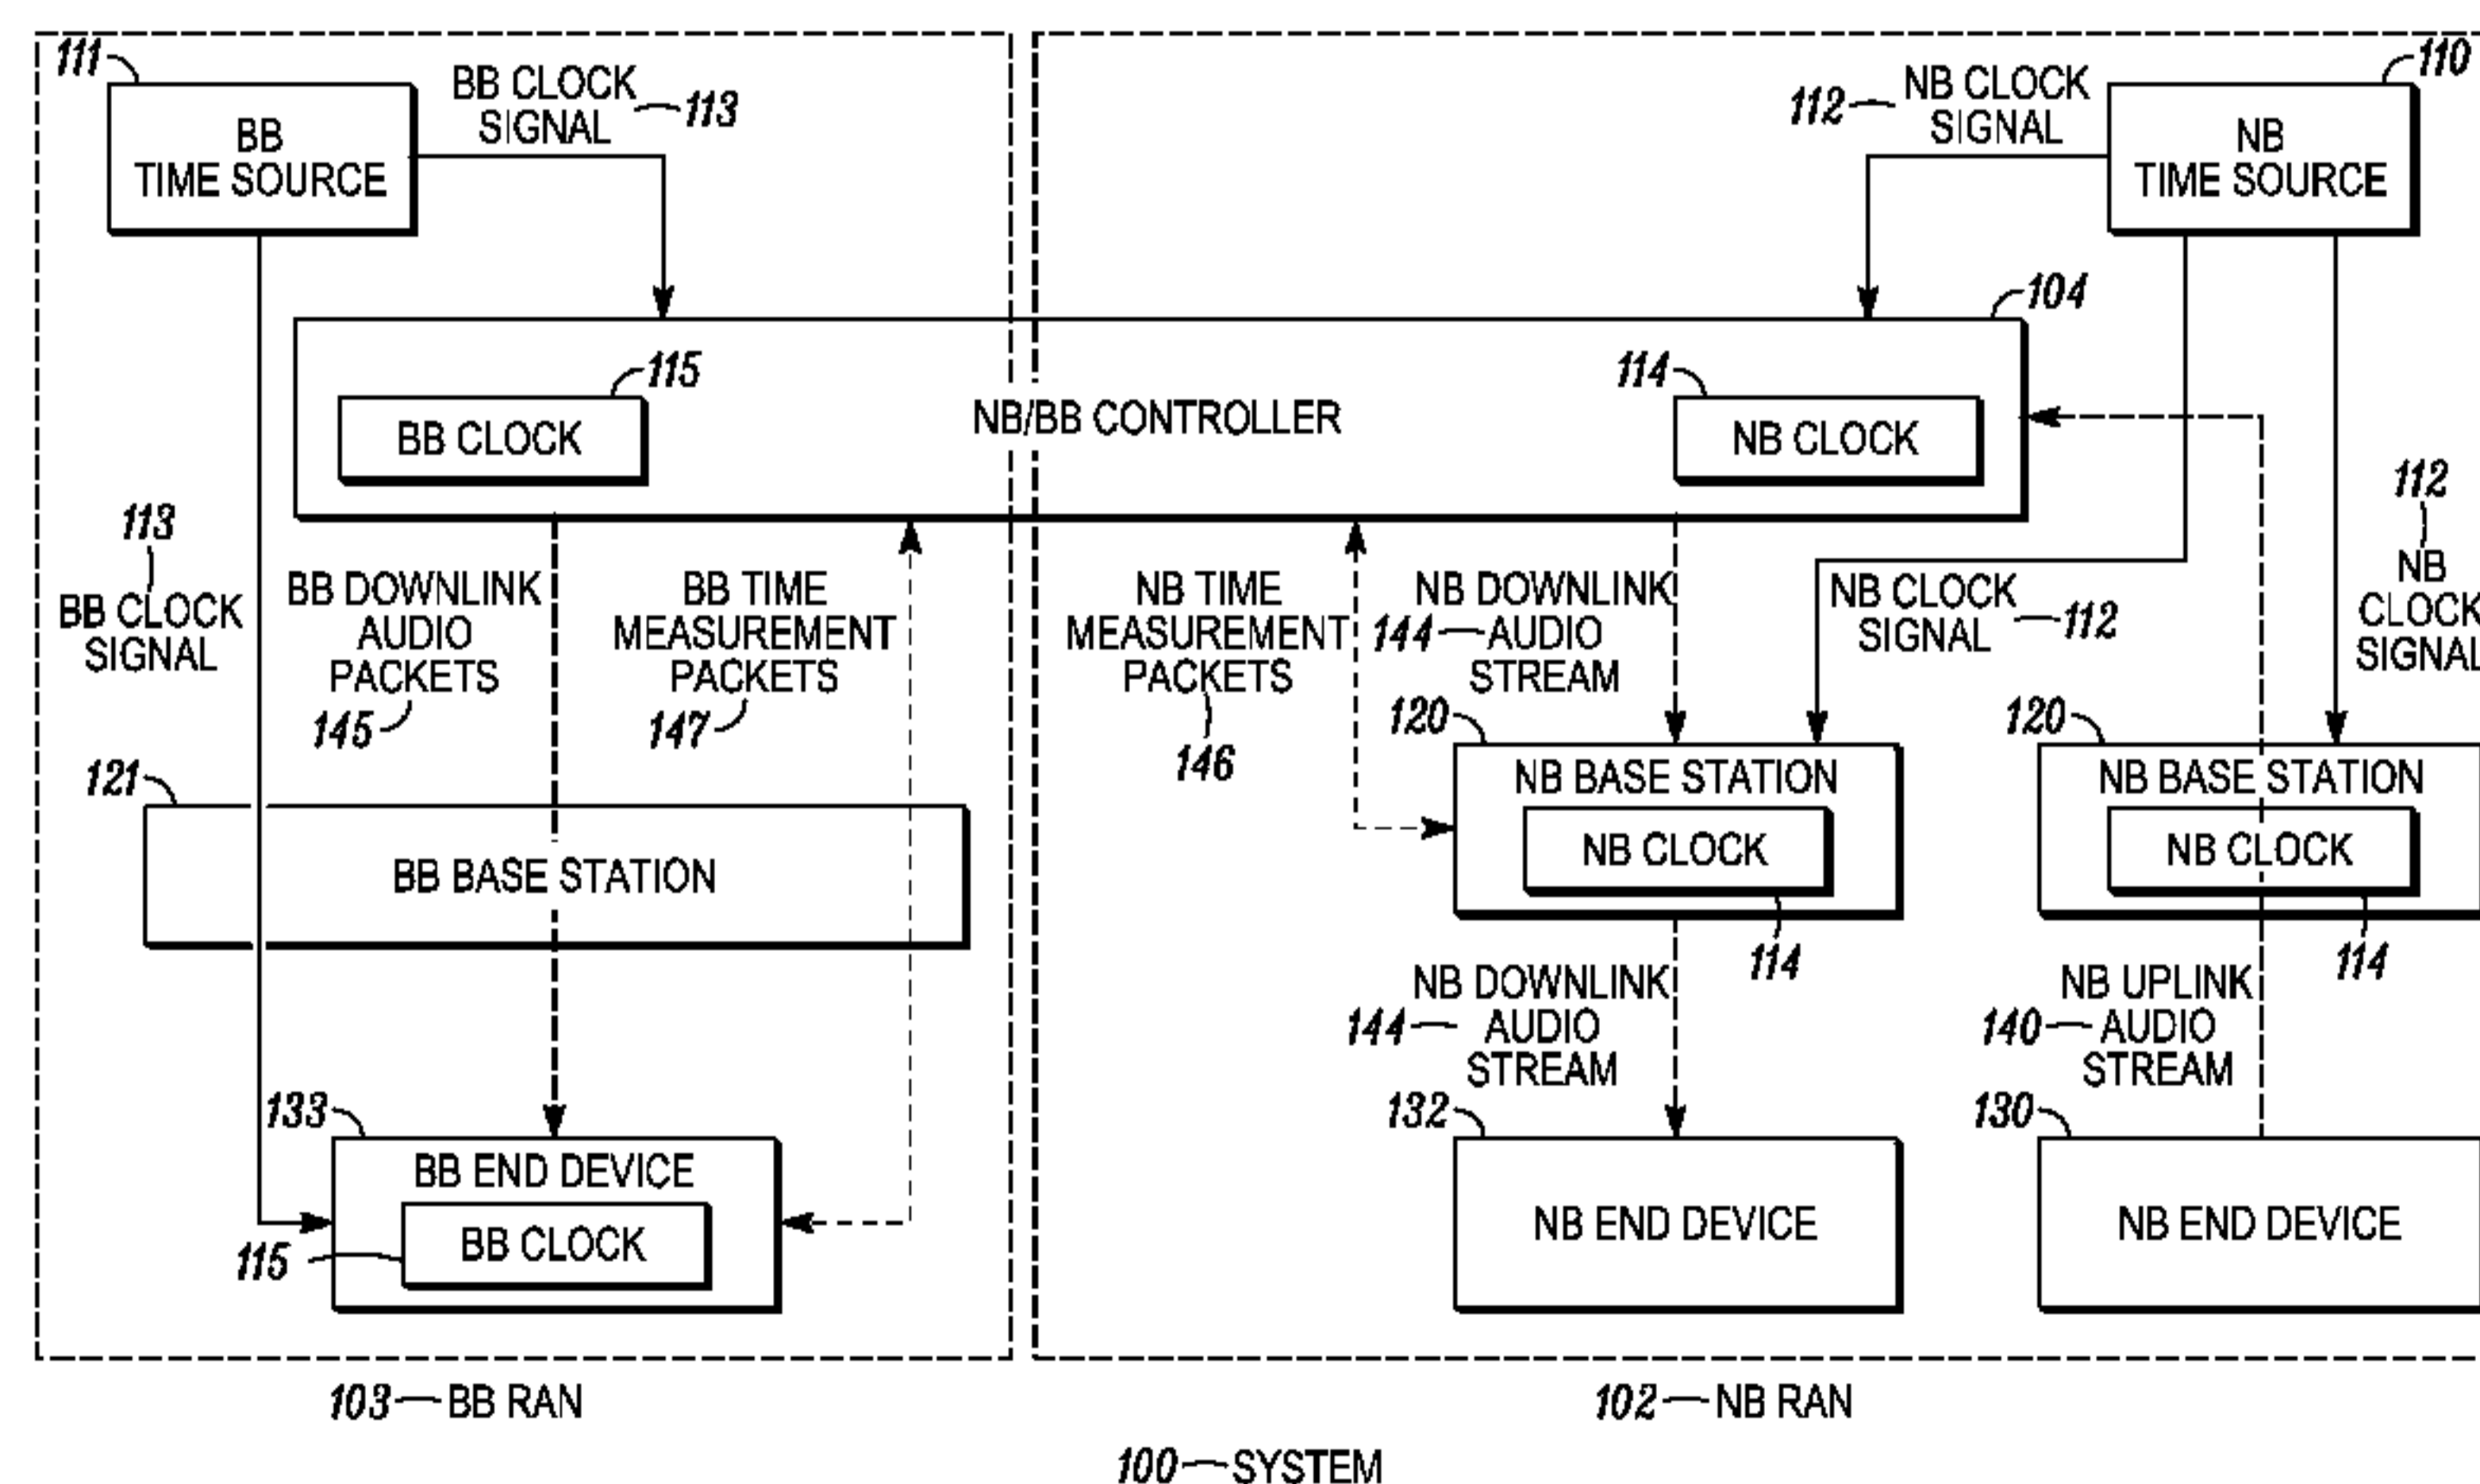 111
BB
TIME SOURCE
BB CLOCK
SIGNAL
113
112
NB CLOCK
SIGNAL
110
NB
TIME SOURCE
104
115
BB CLOCK
NB/BB CONTROLLER
114
NB CLOCK
113
BB CLOCK
SIGNAL
BB DOWNLINK
AUDIO
PACKETS
145
BB TIME
MEASUREMENT
PACKETS
147
NB TIME
MEASUREMENT
PACKETS
146
NB DOWNLINK
144 AUDIO
STREAM
NB CLOCK
SIGNAL
112
112
NB
CLOCK
SIGNAL
121
BB BASE STATION
120
NB BASE STATION
NB CLOCK
114
120
NB BASE STATION
NB CLOCK
114
NB DOWNLINK
144 AUDIO
STREAM
NB UPLINK
140 AUDIO
STREAM
133
BB END DEVICE
BB CLOCK
115
132
NB END DEVICE
130
NB END DEVICE
103 BB RAN
102 NB RAN
100 SYSTEM